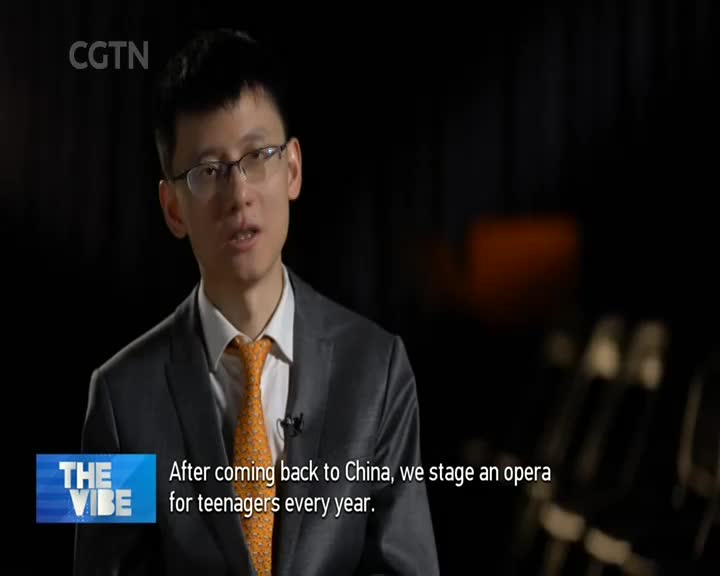 CGTN
THE
VIBE
After coming back to China, we stage an opera
for teenagers every year.